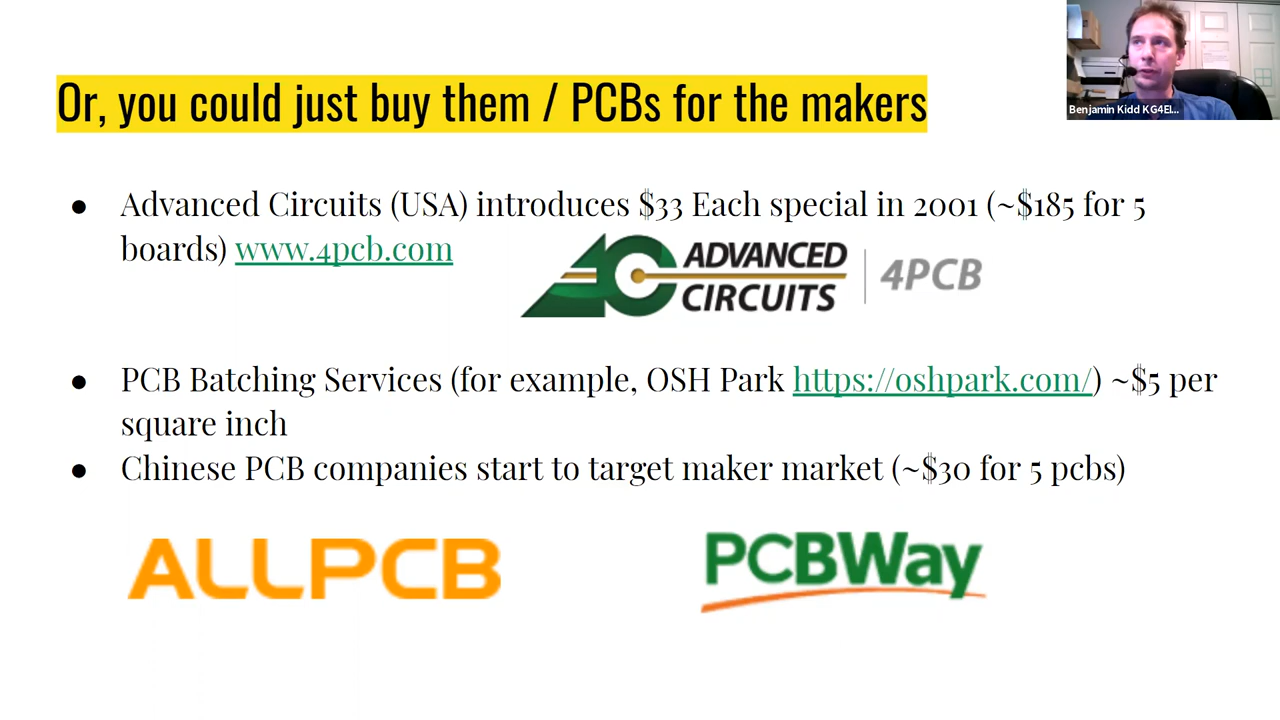 Or, you could just buy them / PCBs for the makers
Benjamin Kidd KG4EI...
● Advanced Circuits (USA) introduces $33 Each special in 2001 (~$185 for 5
boards) www.4pcb.com
ADVANCED
CIRCUITS
4PCB
● PCB Batching Services (for example, OSH Park https://oshpark.com/) ~$5 per
square inch
● Chinese PCB companies start to target maker market (~$30 for 5 pcbs)
ALLPCB
PCBWay